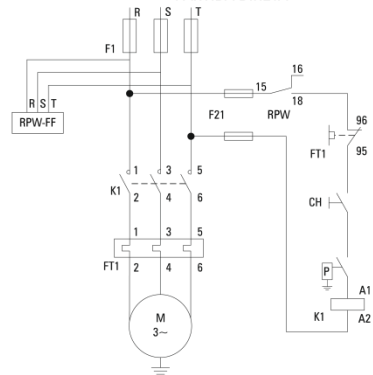 R S T
F1
16
15
R S T
F21 RPW 18
RPW-FF
96
FT1
95
1 3 5
K1
2 4 6
CH
1 3 5
FT1 2 4 6
P
A1
M
3~
K1 A2